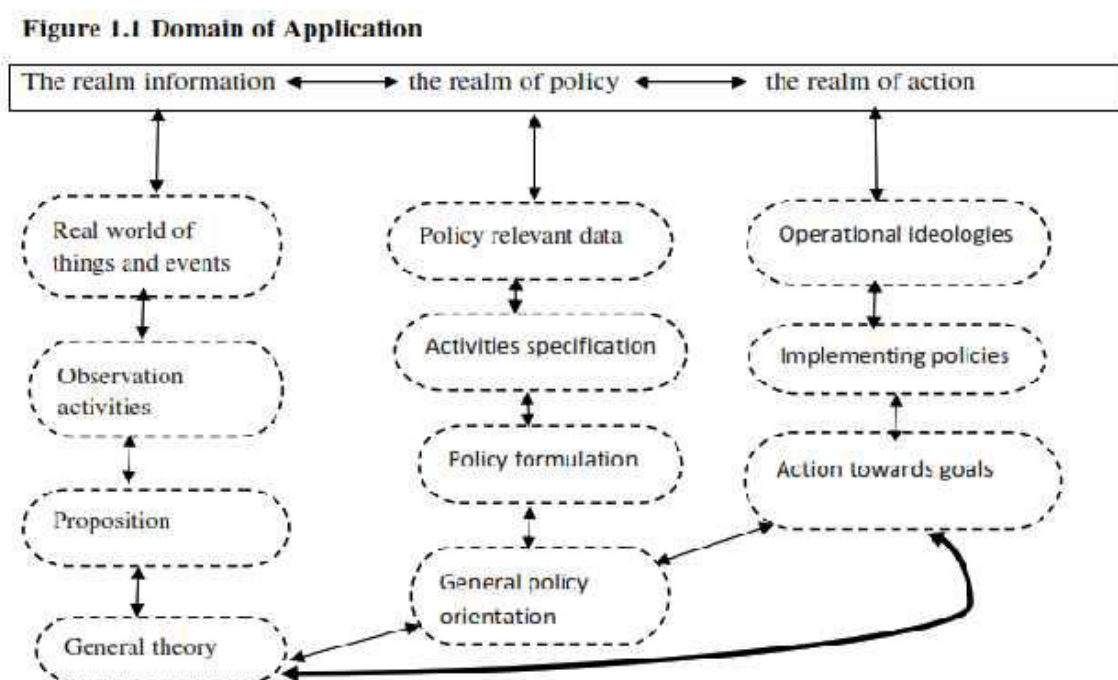 Figure 1.1 Domain of Application
The realm information the realm of policy the realm of action
Real world of
things and events
Observation
activities
Proposition
General theory
Policy relevant data
Activities specification
Policy formulation
General policy
orientation
Operational ideologies
Implementing policies
Action towards goals